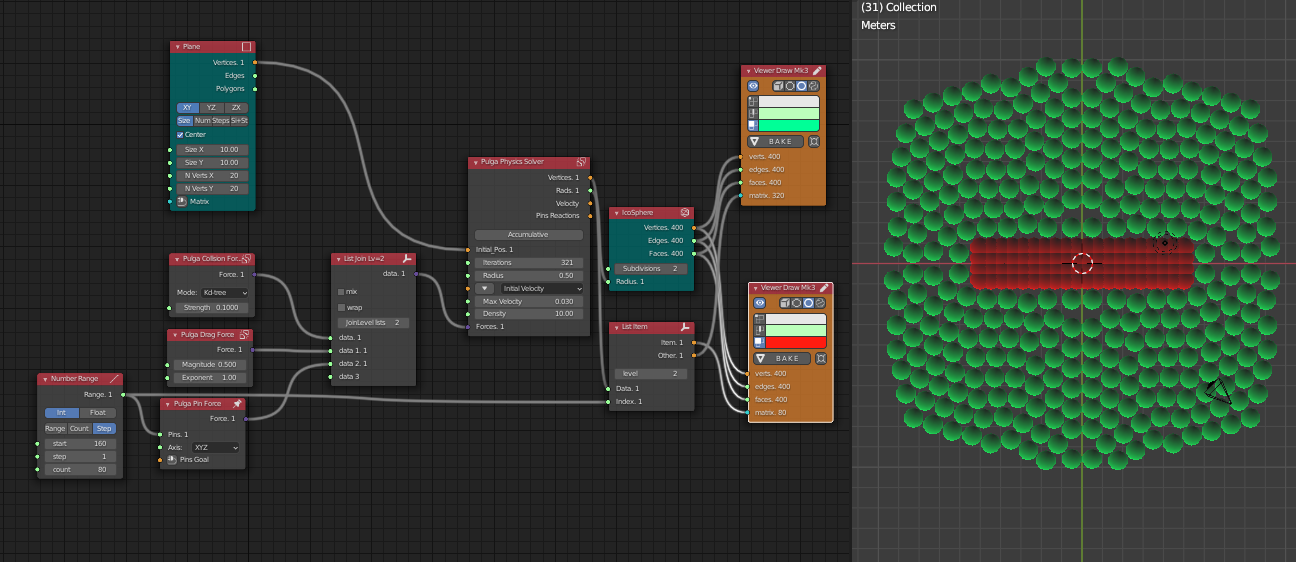 (31) Collection
Meters
Plane
Vertices. 1
Edges
Polygons
XY YZ ZX
Size Num Steps Si+St
Center
Size X 10.00
Size Y 10.00
N Verts X 20
N Verts Y 20
Matrix
Pulga Collision For..
Force. 1
Mode: Kd-tree
Strength 0.1000
Pulga Drag Force
Force. 1
Magnitude 0.500
Exponent 1.00
Number Range
Range. 1
Int Float
Range Count Step
start 160
step 1
count 80
Pulga Pin Force
Force. 1
Pins. 1
Axis: XYZ
Pins Goal
List Join Lv=2
data. 1
mix
wrap
JoinLevel lists 2
data. 1
data 1. 1
data 2. 1
data 3
Pulga Physics Solver
Vertices. 1
Rads. 1
Velocity
Pins Reactions
Accumulative
Initial_Pos. 1
Iterations 321
Radius 0.50
Initial Velocity
Max Velocity 0.030
Density 10.00
Forces. 1
IcoSphere
Vertices. 400
Edges. 400
Faces. 400
Subdivisions 2
Radius. 1
List Item
Item. 1
Other. 1
level 2
Data. 1
Index. 1
Viewer Draw Mk3
BAKE
verts. 400
edges. 400
faces. 400
matrix. 320
Viewer Draw Mk3
BAKE
verts. 400
edges. 400
faces. 400
matrix. 80